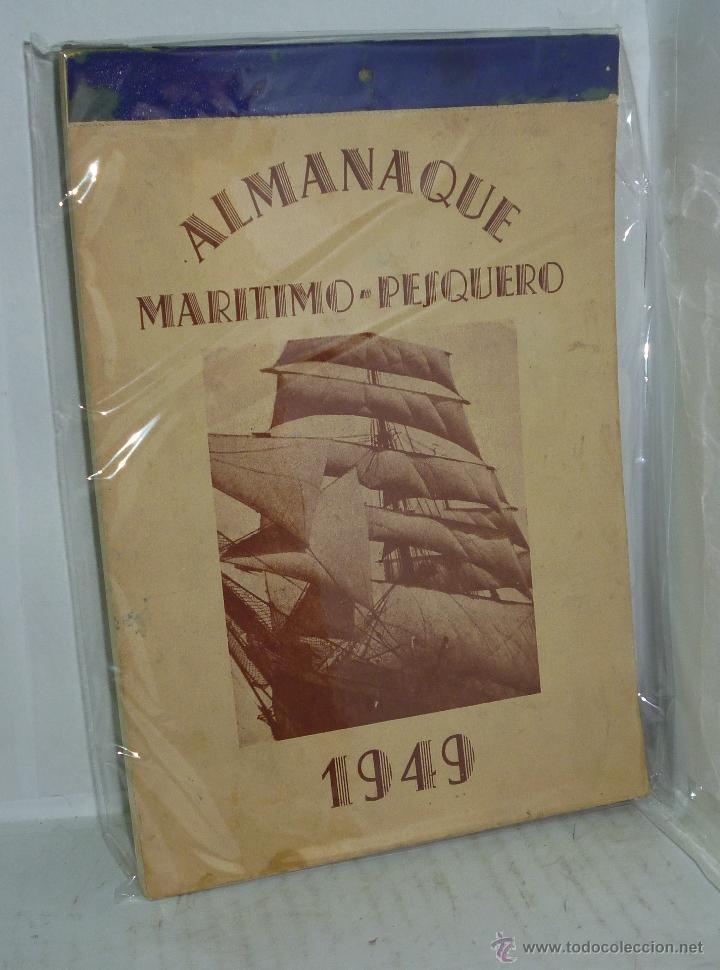 ALMANAQUE
MARITIMO-PESQUERO
1949
www.todocoleccion.net